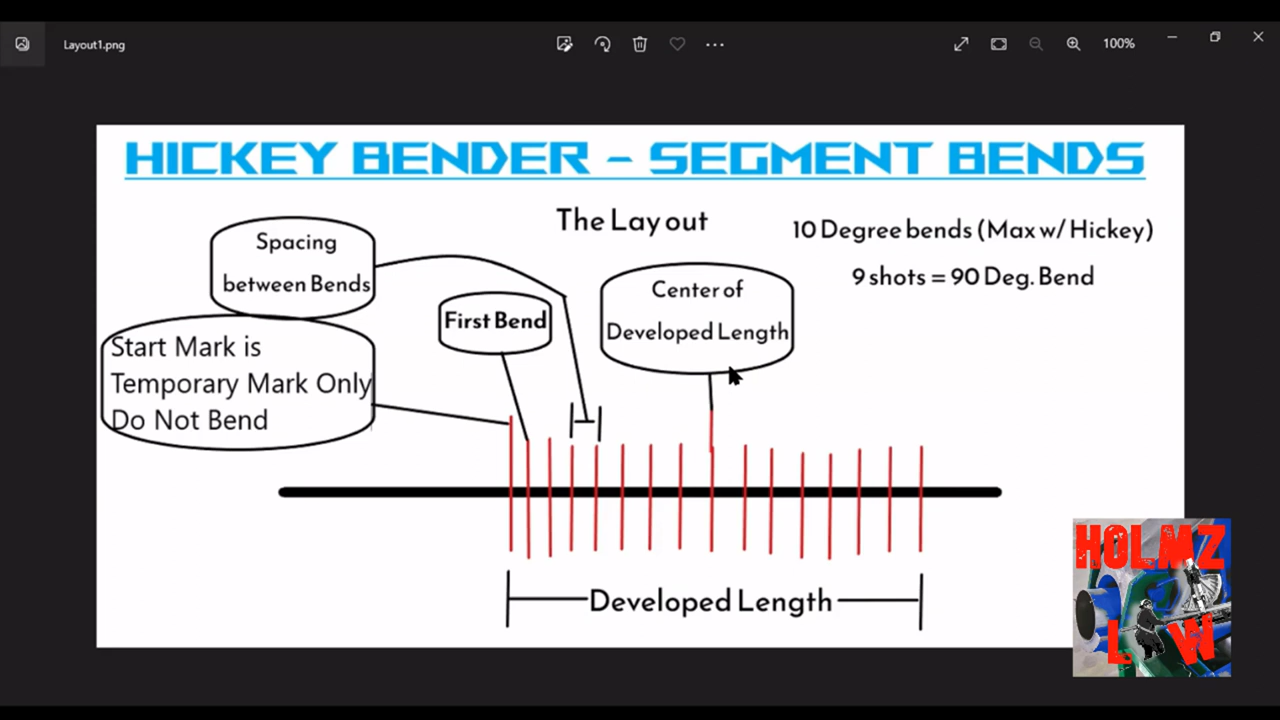 Layout1.png
100%
HICKEY BENDER - SEGMENT BENDS
The Lay out
10 Degree bends (Max w/ Hickey)
9 shots = 90 Deg. Bend
Spacing
between Bends
Center of
Developed Length
First Bend
Start Mark is
Temporary Mark Only
Do Not Bend
Developed Length
HOLMZ
LAW